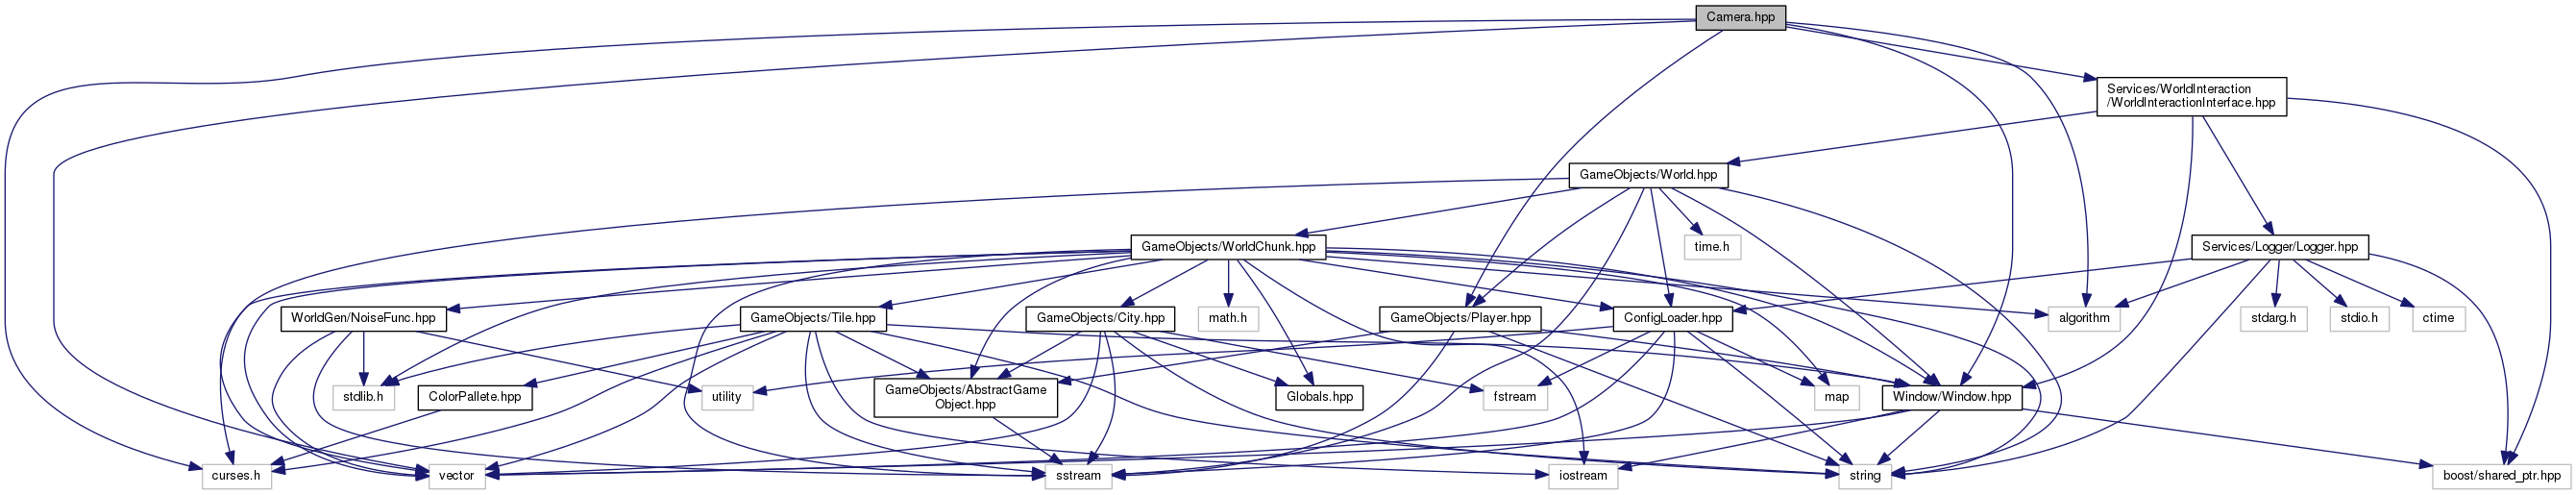 Camera.hpp
Services/WorldInteraction
/WorldInteractionInterface.hpp
GameObjects/World.hpp
GameObjects/WorldChunk.hpp
time.h
Services/Logger/Logger.hpp
WorldGen/NoiseFunc.hpp
GameObjects/Tile.hpp
GameObjects/City.hpp
math.h
GameObjects/Player.hpp
ConfigLoader.hpp
algorithm
stdarg.h
stdio.h
ctime
stdlib.h
ColorPallete.hpp
utility
GameObjects/AbstractGame
Object.hpp
Globals.hpp
fstream
map
Window/Window.hpp
curses.h
vector
sstream
iostream
string
boost/shared_ptr.hpp